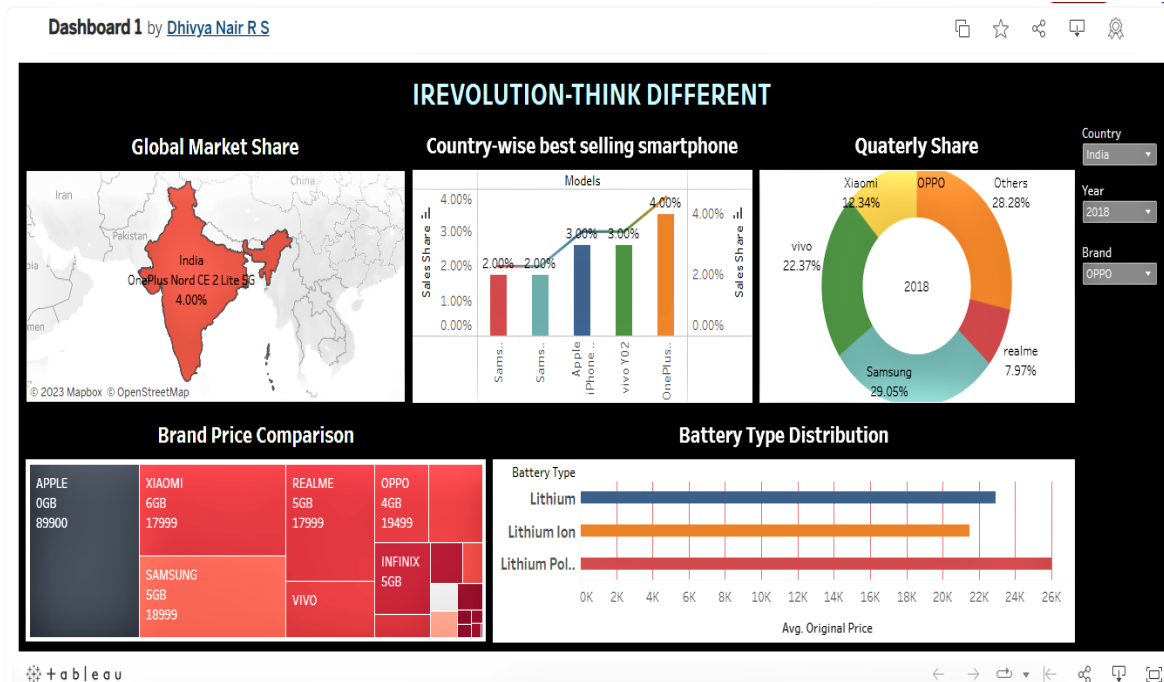 Dashboard 1 by Dhivya Nair R S
IREVOLUTION-THINK DIFFERENT
Global Market Share
Iran
China
Pakistan
India
OnePlus Nord CE 2 Lite 5G
4.00%
men
© 2023 Mapbox © OpenStreetMap
Country-wise best selling smartphone
Models
Sales Share
4.00%
3.00%
2.00%
1.00%
0.00%
2.00%
2.00%
3.00%
3.00%
4.00%
4.00%
2.00%
0.00%
Sales Share
Sams..
Sams..
Apple
iPhone ..
vivo Y02
OnePlus..
Quaterly Share
Xiaomi
12.34%
OPPO
Others
28.28%
vivo
22.37%
2018
realme
7.97%
Samsung
29.05%
Country
India
Year
2018
Brand
OPPO
Brand Price Comparison
APPLE
0GB
89900
XIAOMI
6GB
17999
SAMSUNG
5GB
18999
REALME
5GB
17999
VIVO
OPPO
4GB
19499
INFINIX
5GB
Battery Type Distribution
Battery Type
Lithium
Lithium Ion
Lithium Pol..
0K 2K 4K 6K 8K 10K 12K 14K 16K 18K 20K 22K 24K 26K
Avg. Original Price
+ableau